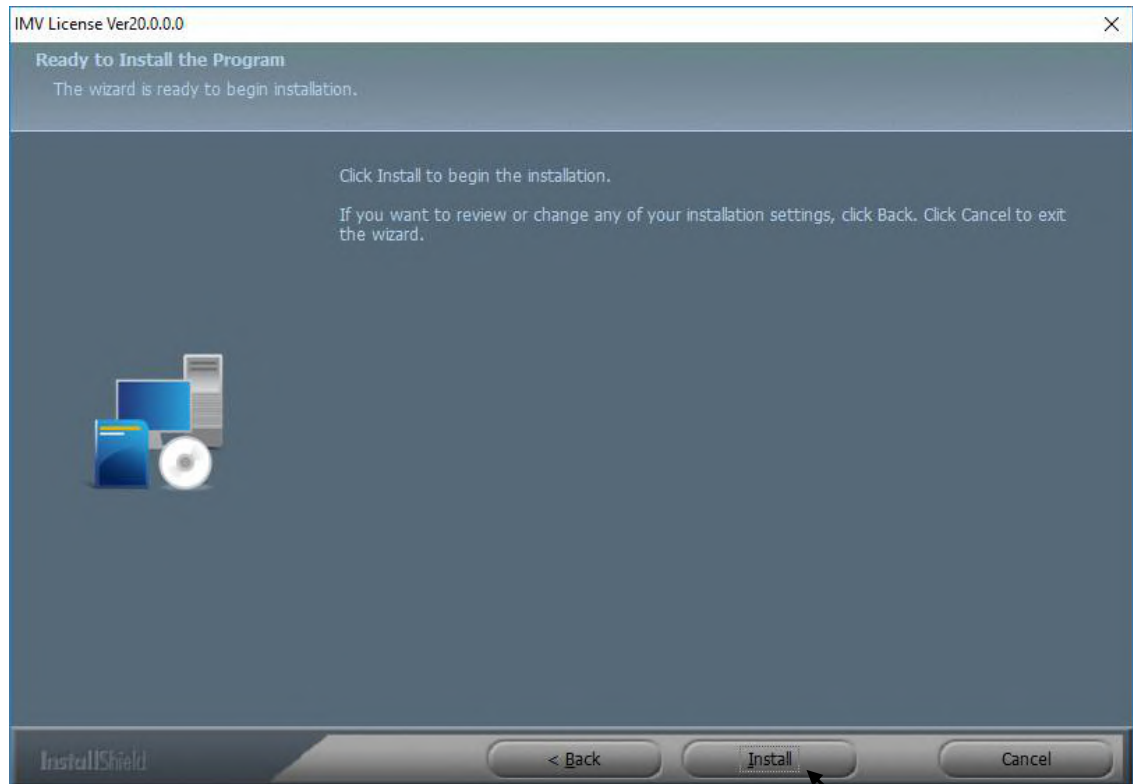 IMV License Ver20.0.0.0
Ready to Install the Program
The wizard is ready to begin installation.
Click Install to begin the installation.
If you want to review or change any of your installation settings, click Back. Click Cancel to exit
the wizard.
InstallShield
< Back
Install
Cancel